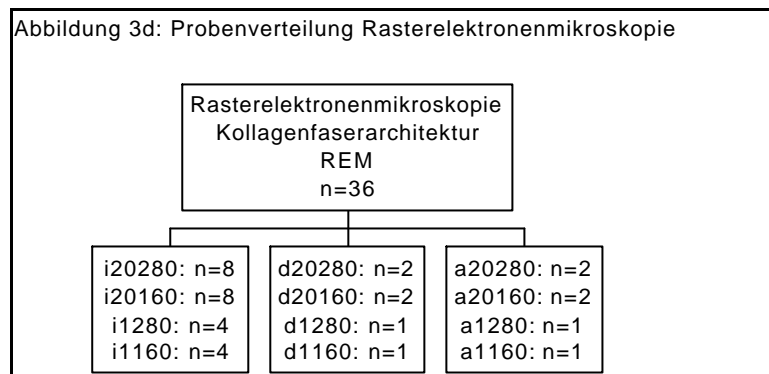 Abbildung 3d: Probenverteilung Rasterelektronenmikroskopie
Rasterelektronenmikroskopie
Kollagenfaserarchitektur
REM
n=36
i20280: n=8
i20160: n=8
i1280: n=4
i1160: n=4
d20280: n=2
d20160: n=2
d1280: n=1
d1160: n=1
a20280: n=2
a20160: n=2
a1280: n=1
a1160: n=1